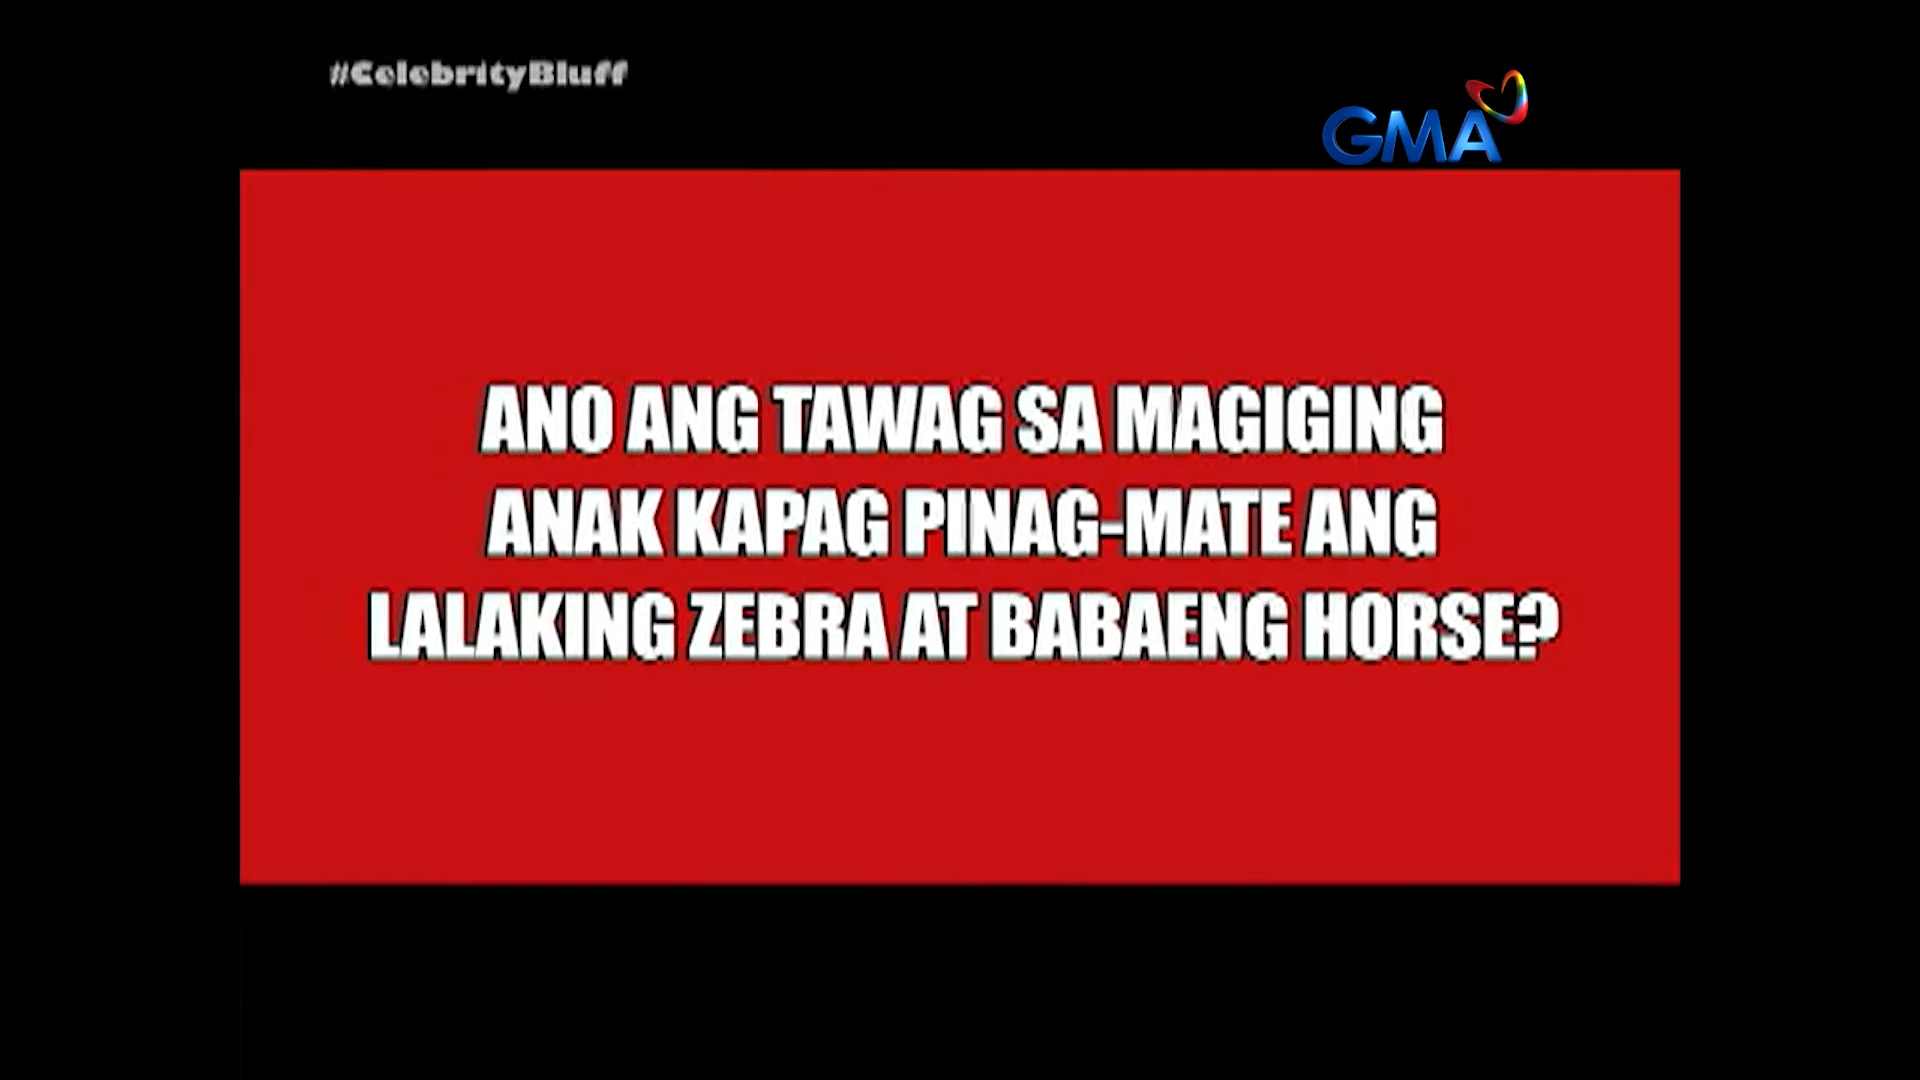 #CelebrityBluff
GMA
ANO ANG TAWAG SA MAGIGING
ANAK KAPAG PINAG-MATE ANG
LALAKING ZEBRA AT BABAENG HORSE?